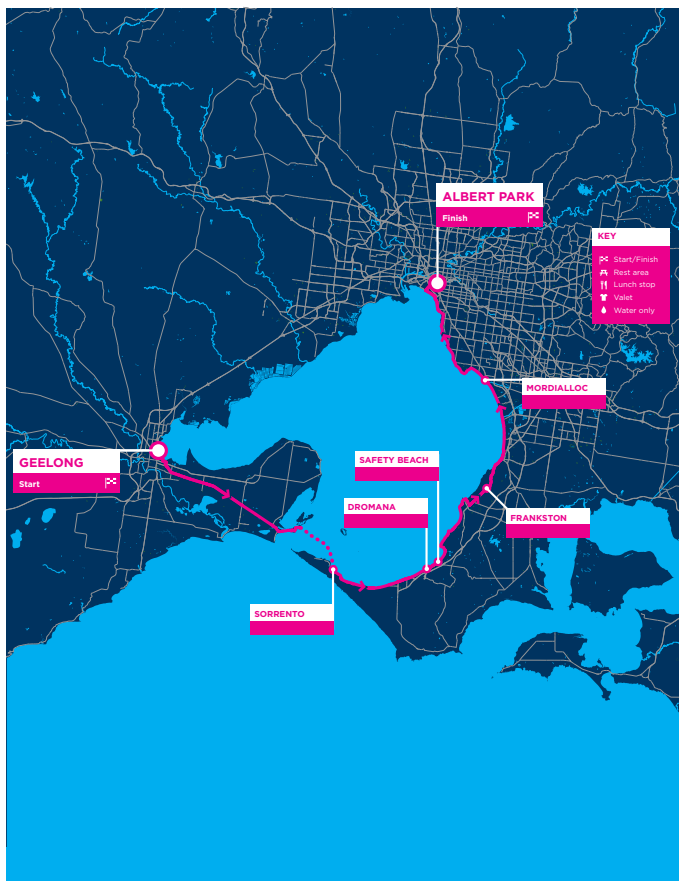 ALBERT PARK
Finish
KEY
Start/Finish
Rest area
Lunch stop
Valet
Water only
MORDIALLOC
SAFETY BEACH
GEELONG
Start
DROMANA
FRANKSTON
SORRENTO